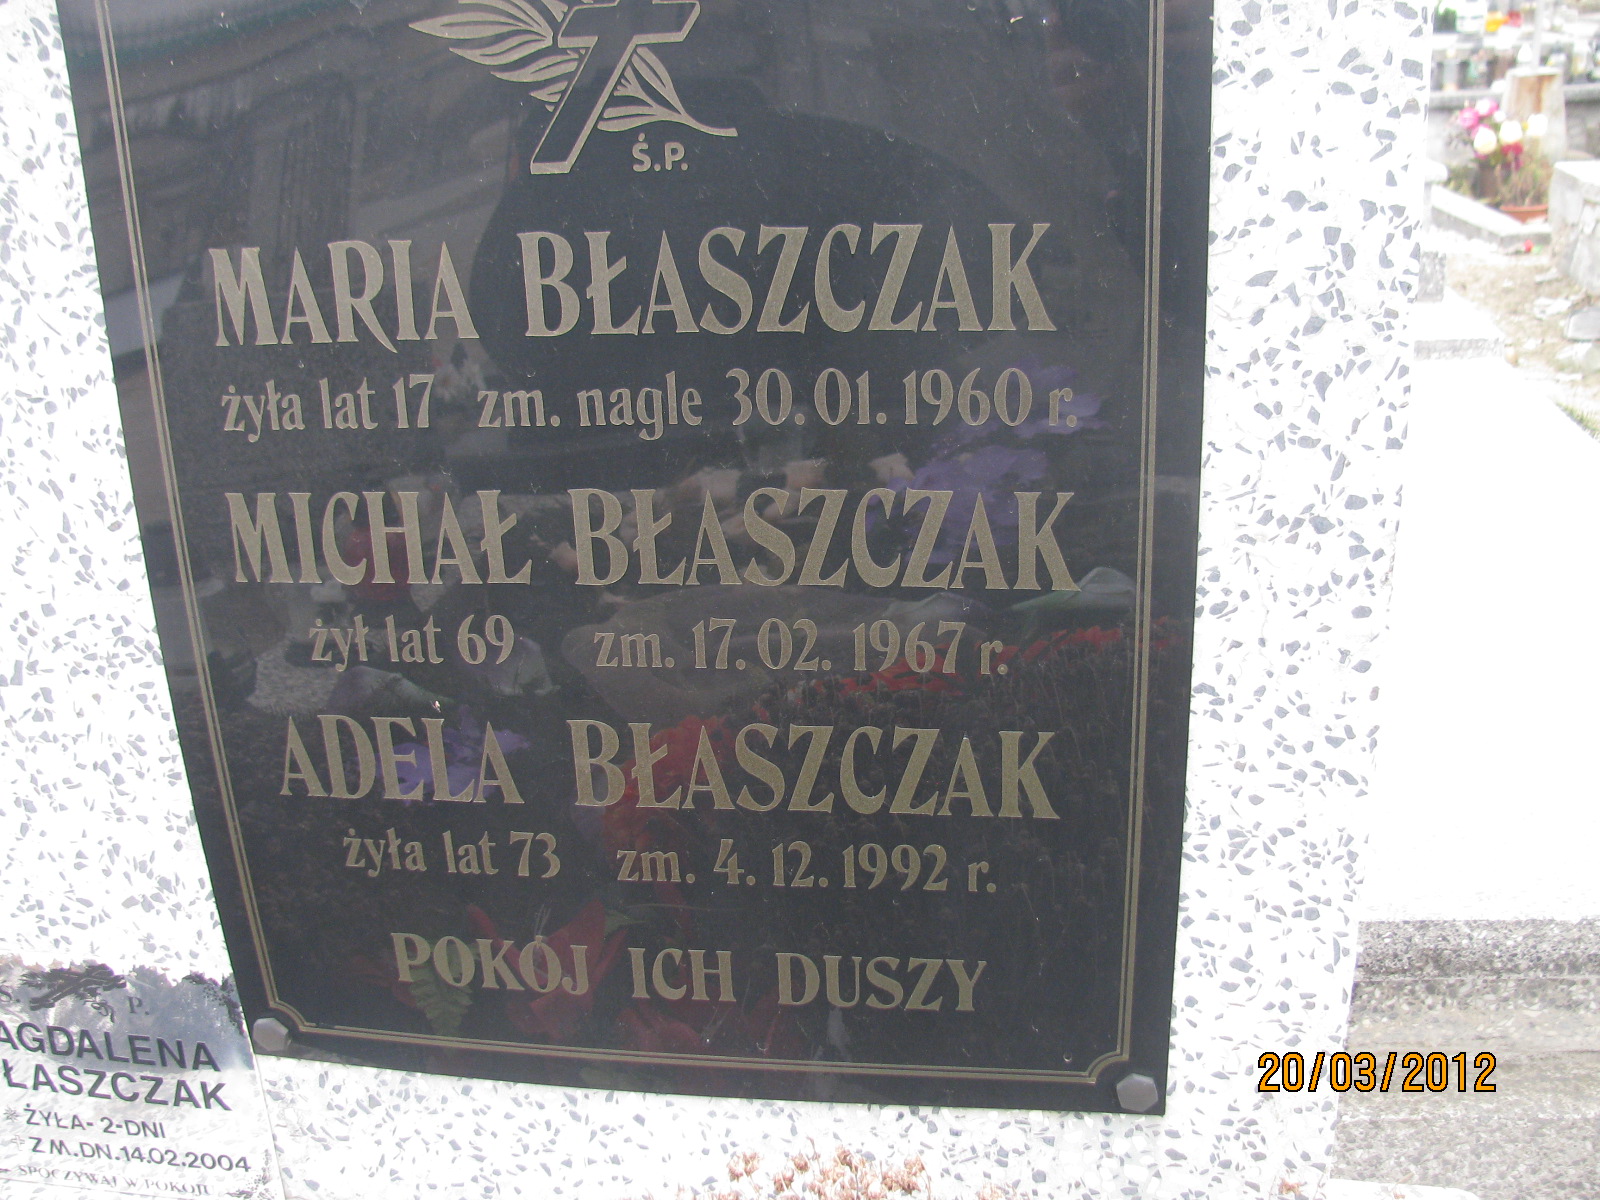 Ś.P.
MARIA BŁASZCZAK
żyła lat 17 zm. nagle 30.01.1960 r.
MICHAŁ BŁASZCZAK
żył lat 69 zm. 17.02.1967 r.
ADELA BŁASZCZAK
żyła lat 73 zm. 4.12.1992 r.
POKÓJ ICH DUSZY
Ś. P.
AGDALENA
ŁASZCZAK
ŻYŁA-2-DNI
ZM.DN.14.02.2004
SPOCZYWAJ W POKOJU
20/03/2012